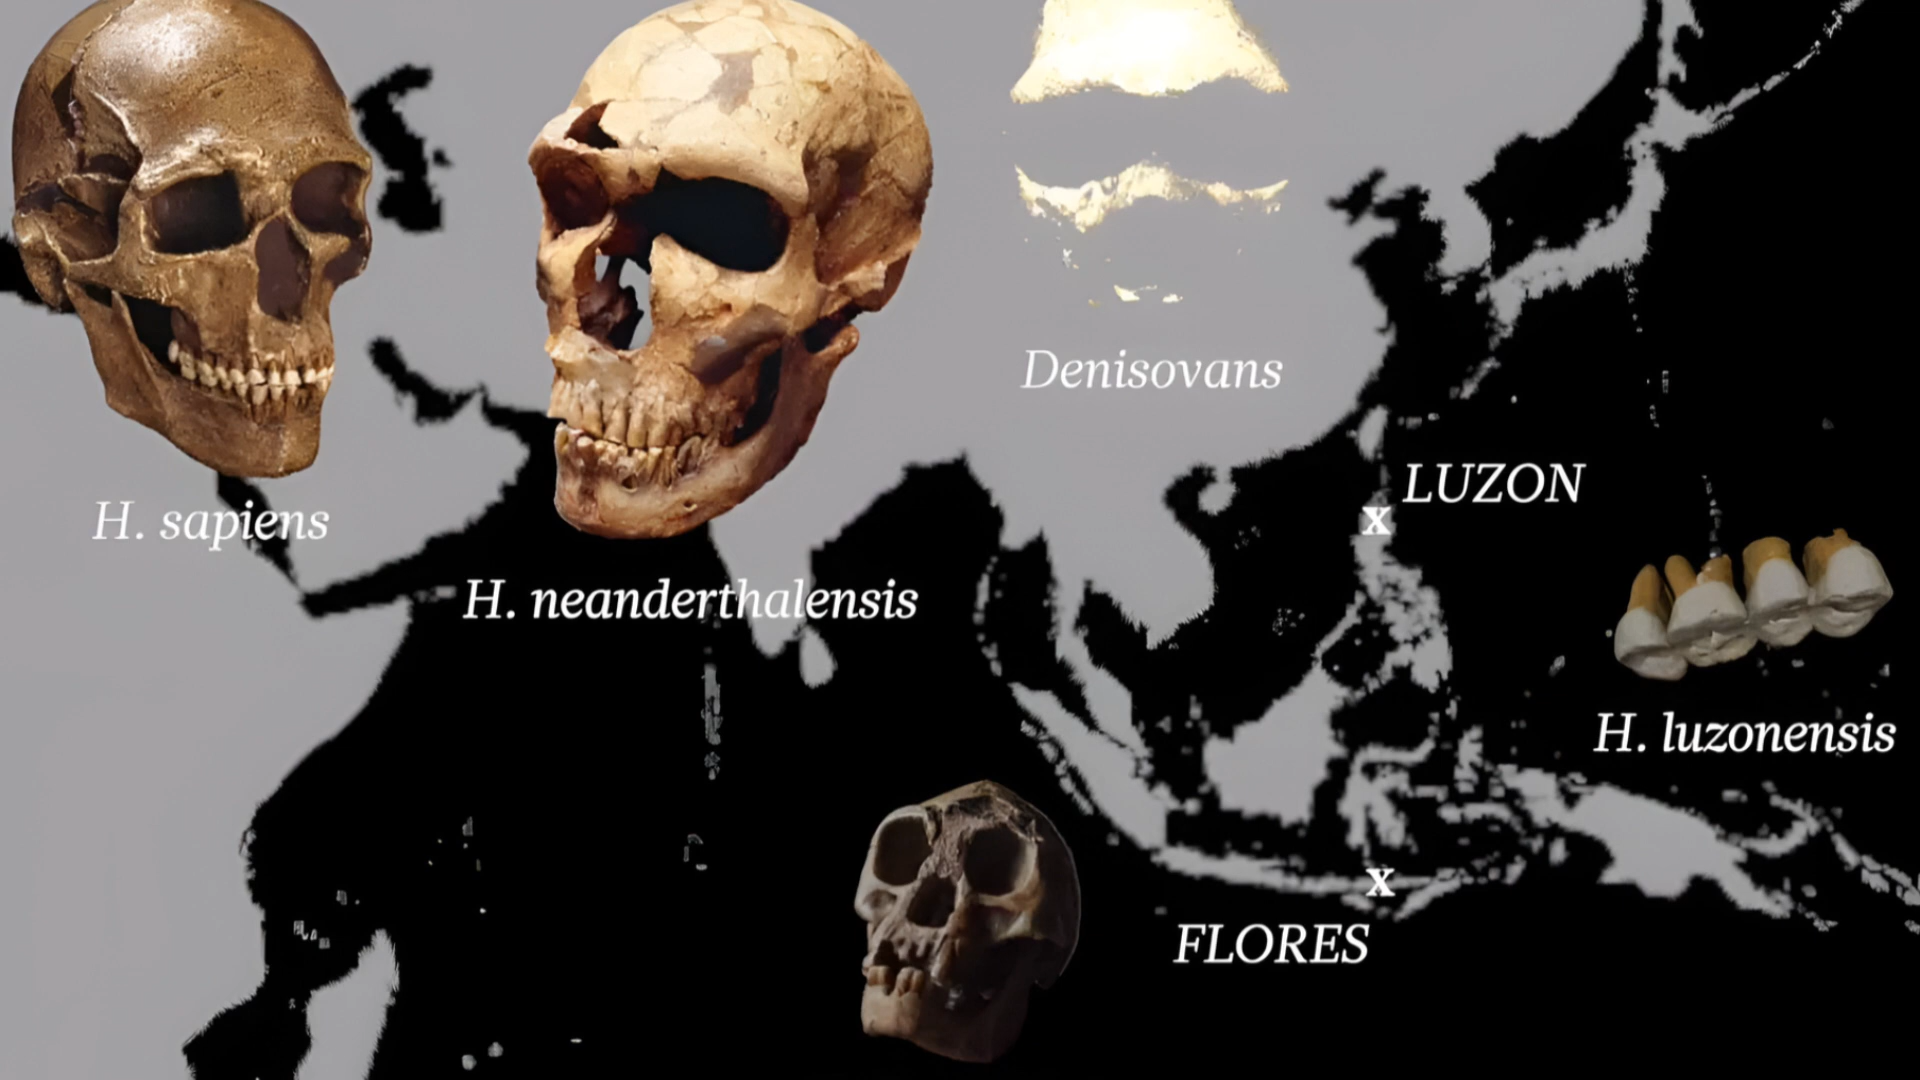 Denisovans
LUZON
x
H. sapiens
H. neanderthalensis
H. luzonensis
x
FLORES